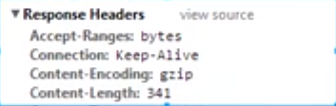 ▼ Response Headers view source
Accept-Ranges: bytes
Connection: Keep-Alive
Content-Encoding: gzip
Content-Length: 341